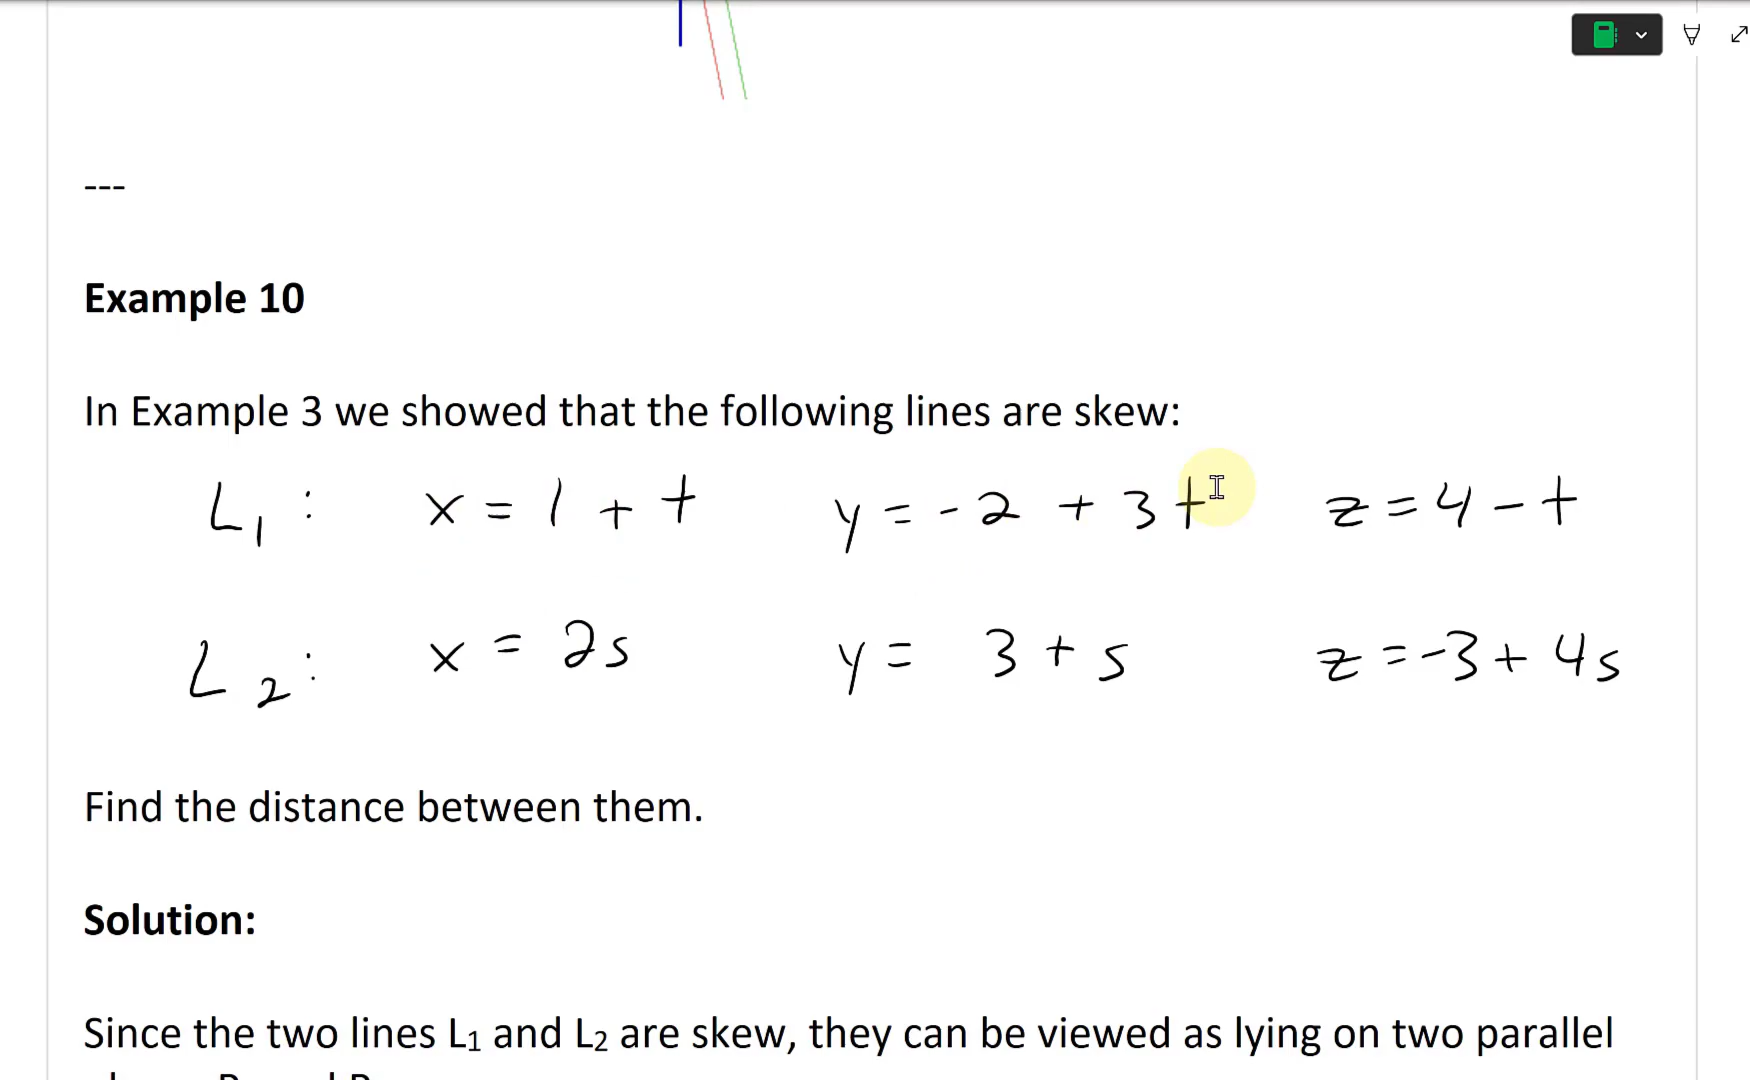 ---
Example 10
In Example 3 we showed that the following lines are skew:
L₁ : x = 1 + t y = -2 + 3t z = 4 - t
L₂ : x = 2s y = 3 + s z = -3 + 4s
Find the distance between them.
Solution:
Since the two lines L₁ and L₂ are skew, they can be viewed as lying on two parallel